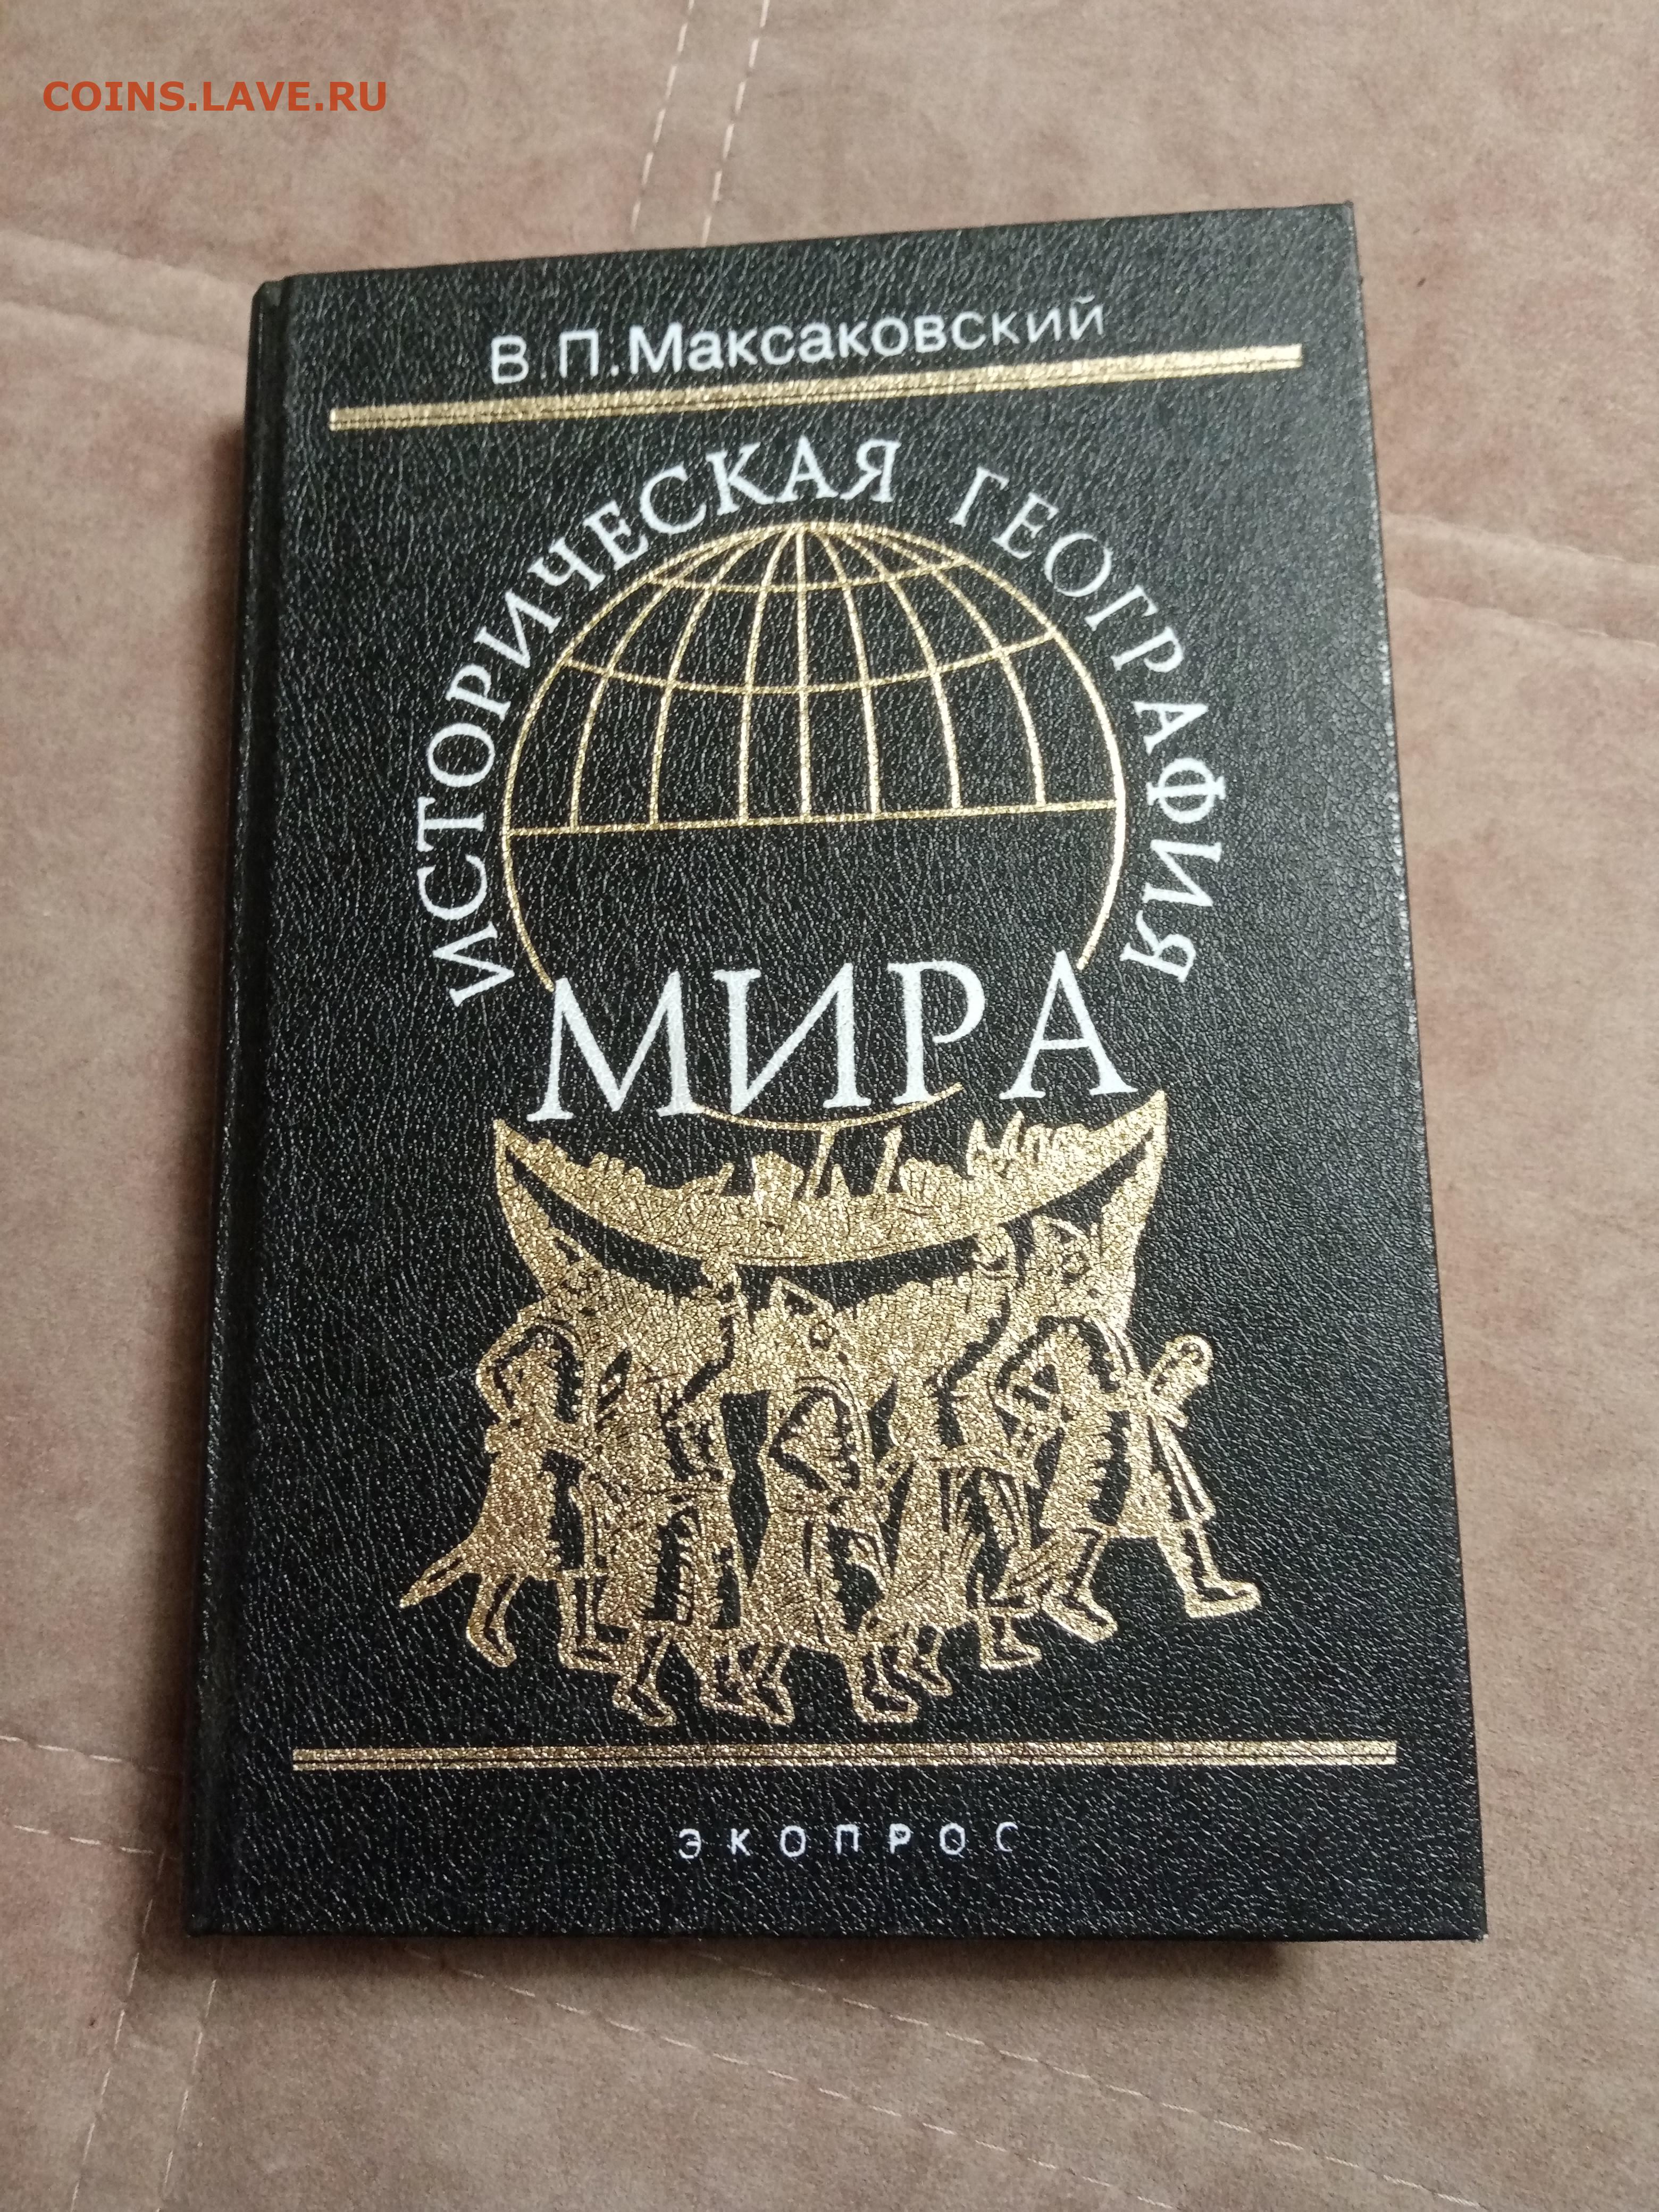 COINS.LAVE.RU
В.П.Максаковский
ИСТОРИЧЕСКАЯ ГЕОГРАФИЯ
МИРА
ЭКОПРОС